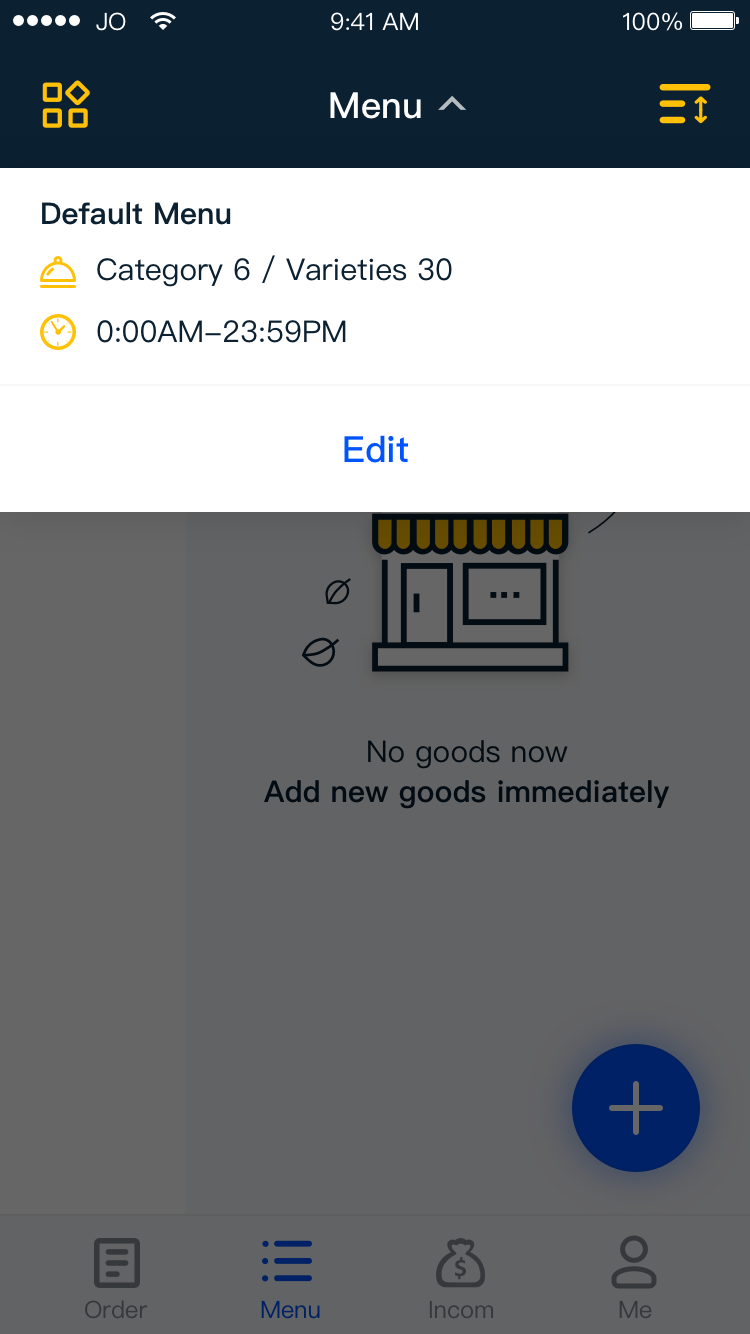 JO 9:41 AM 100%
Menu
Default Menu
Category 6 / Varieties 30
0:00AM–23:59PM
Edit
No goods now
Add new goods immediately
Order Menu Incom Me